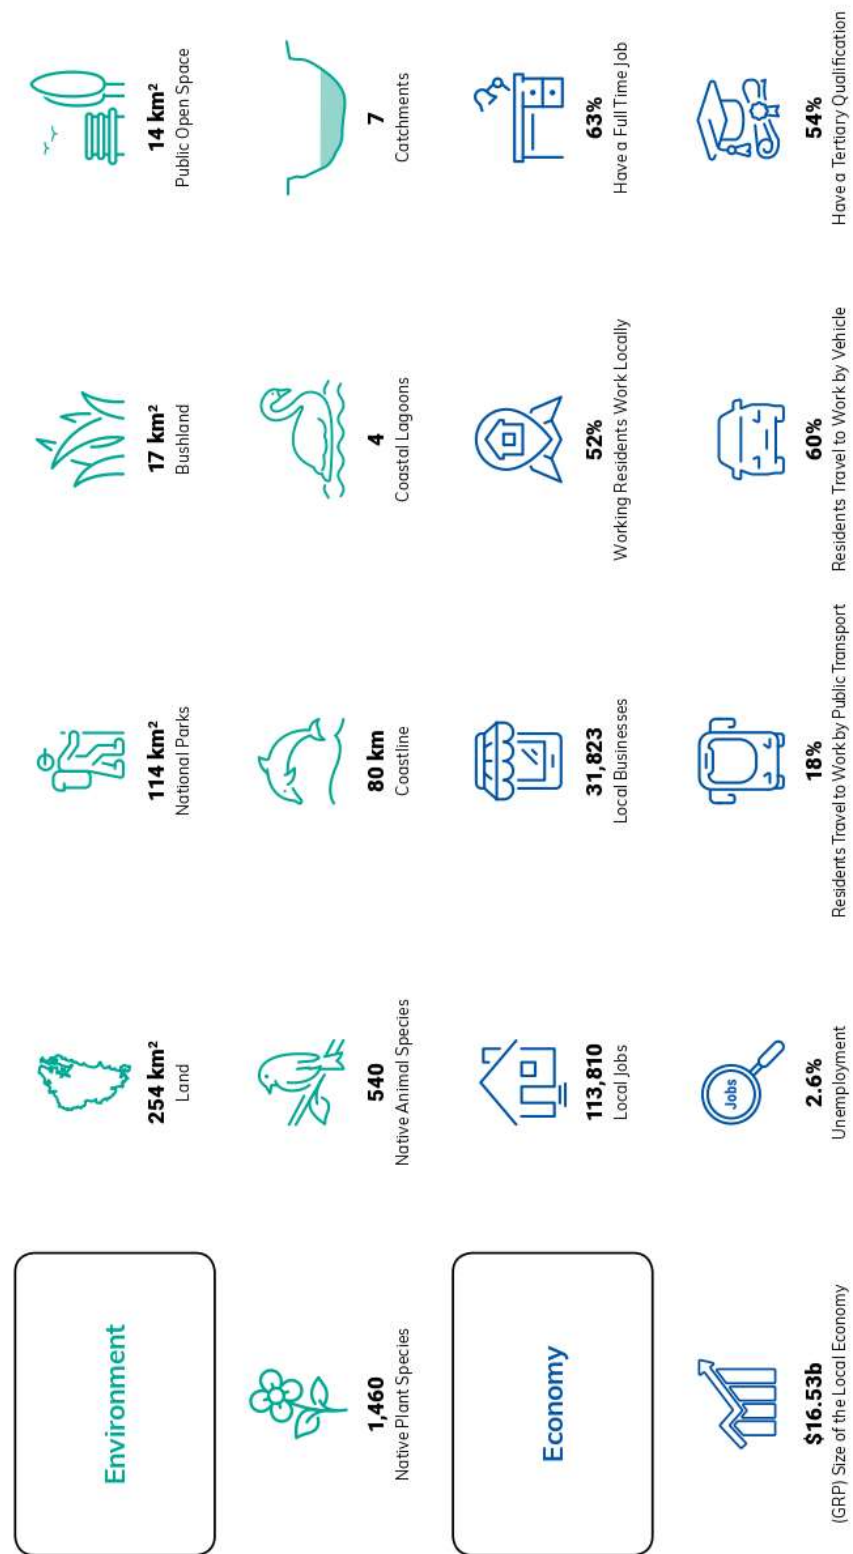 Environment
254 km²
Land
114 km²
National Parks
17 km²
Bushland
14 km²
Public Open Space
1,460
Native Plant Species
540
Native Animal Species
80 km
Coastline
4
Coastal Lagoons
7
Catchments
Economy
113,810
Local Jobs
31,823
Local Businesses
52%
Working Residents Work Locally
63%
Have a Full Time Job
$16.53b
(GRP) Size of the Local Economy
Jobs
2.6%
Unemployment
18%
Residents Travel to Work by Public Transport
60%
Residents Travel to Work by Vehicle
54%
Have a Tertiary Qualification